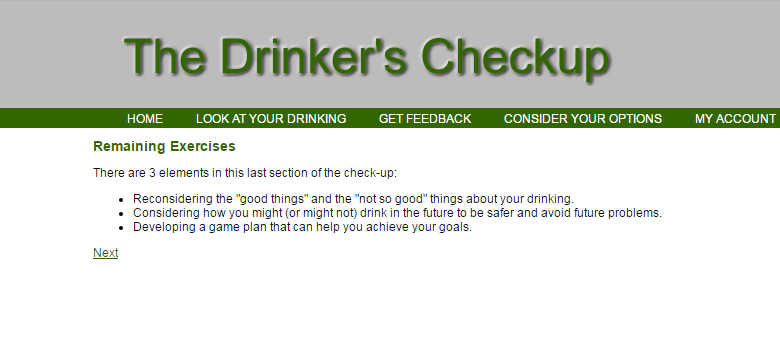 The Drinker's Checkup
HOME LOOK AT YOUR DRINKING GET FEEDBACK CONSIDER YOUR OPTIONS MY ACCOUNT
Remaining Exercises
There are 3 elements in this last section of the check-up:
Reconsidering the "good things" and the "not so good" things about your drinking.
Considering how you might (or might not) drink in the future to be safer and avoid future problems.
Developing a game plan that can help you achieve your goals.
Next